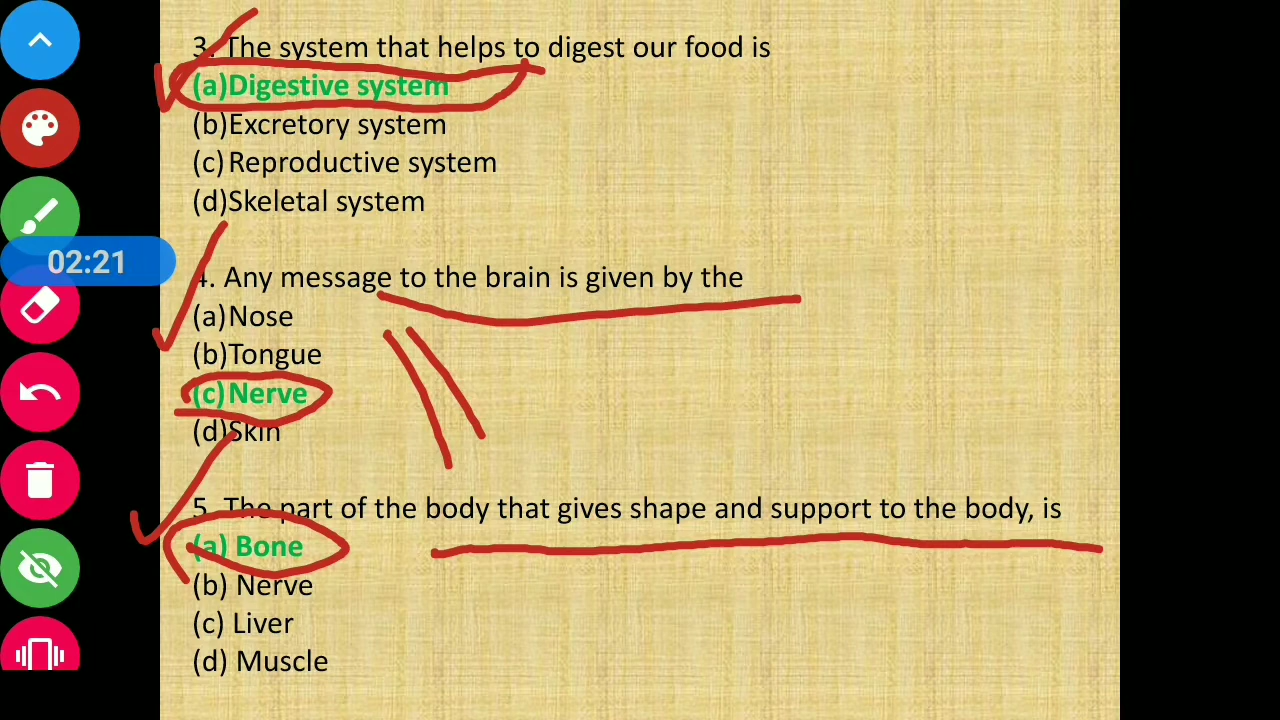 3. The system that helps to digest our food is
(a)Digestive system
(b)Excretory system
(c)Reproductive system
(d)Skeletal system
02:21
4. Any message to the brain is given by the
(a)Nose
(b)Tongue
(c)Nerve
(d)Skin
5. The part of the body that gives shape and support to the body, is
(a) Bone
(b) Nerve
(c) Liver
(d) Muscle